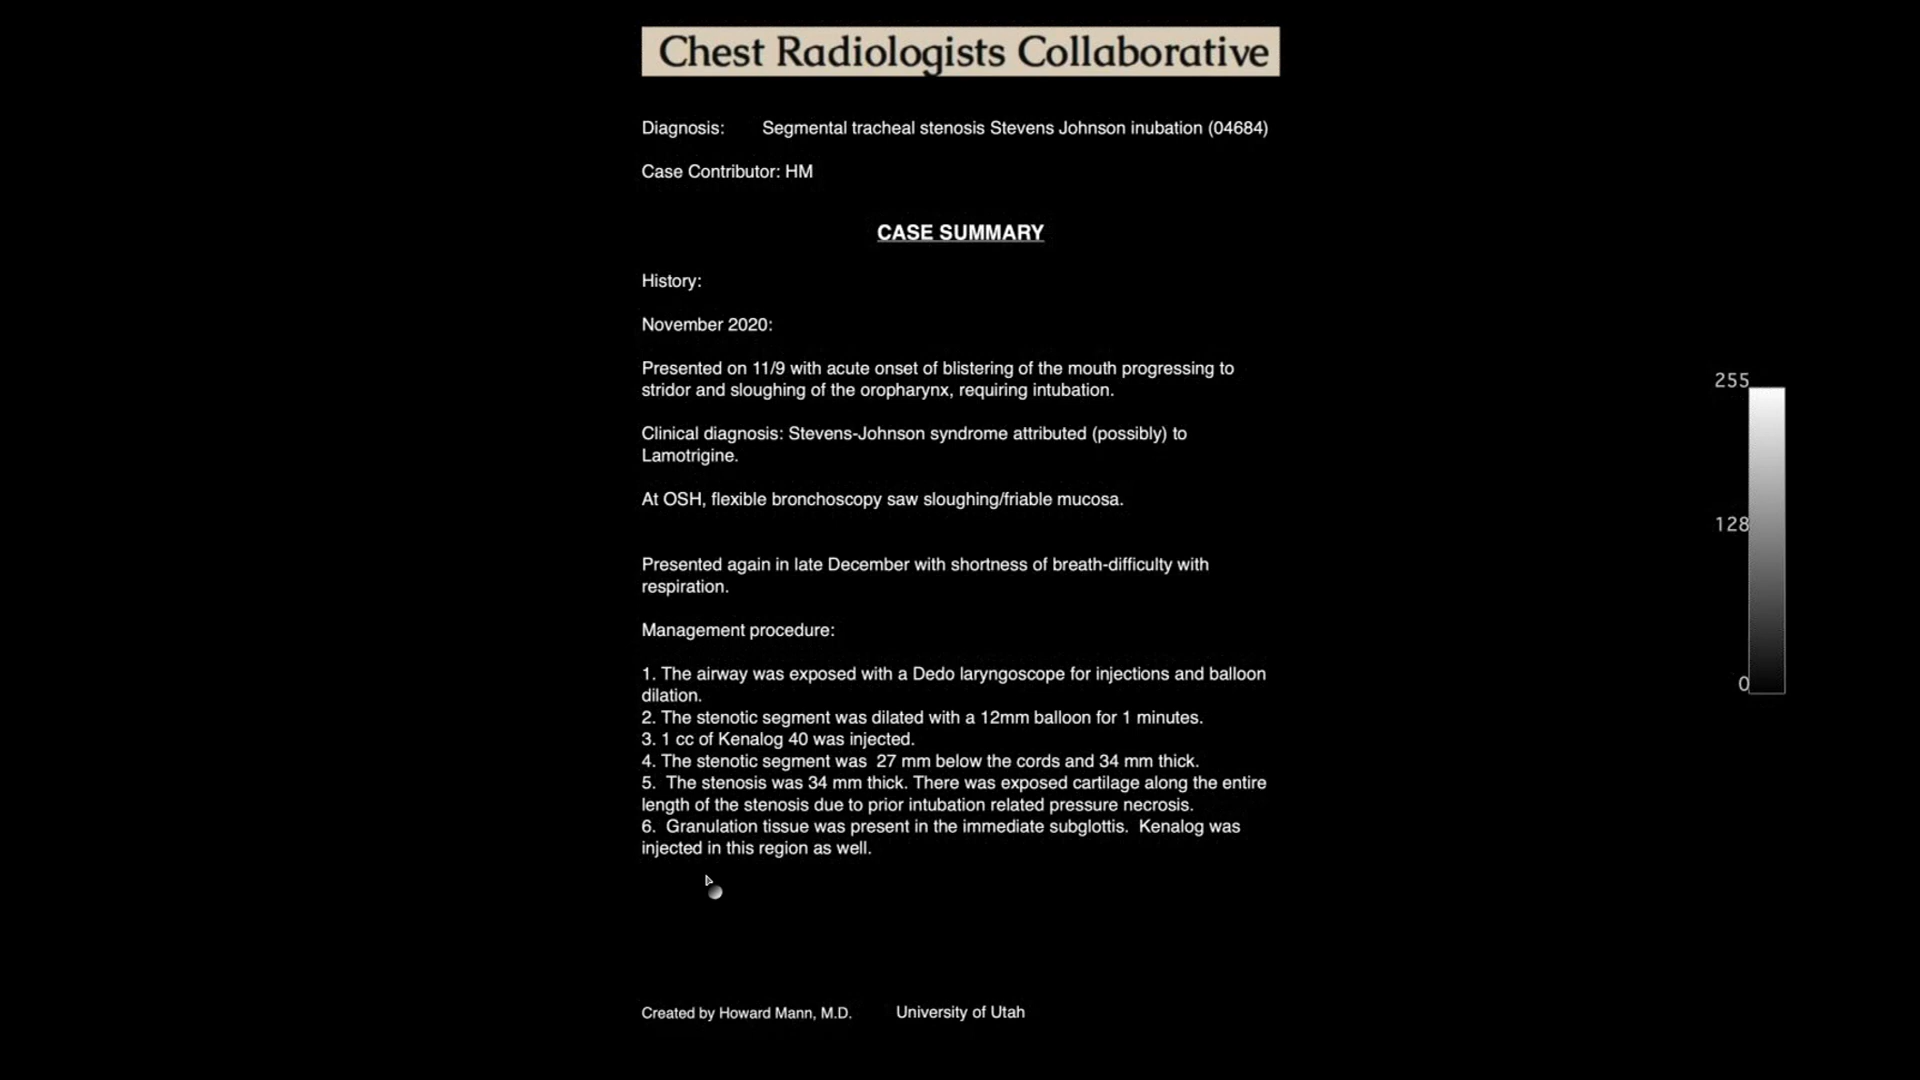 Chest Radiologists Collaborative
Diagnosis: Segmental tracheal stenosis Stevens Johnson inubation (04684)
Case Contributor: HM
CASE SUMMARY
History:
November 2020:
Presented on 11/9 with acute onset of blistering of the mouth progressing to
stridor and sloughing of the oropharynx, requiring intubation.
Clinical diagnosis: Stevens-Johnson syndrome attributed (possibly) to
Lamotrigine.
At OSH, flexible bronchoscopy saw sloughing/friable mucosa.
Presented again in late December with shortness of breath-difficulty with
respiration.
Management procedure:
1. The airway was exposed with a Dedo laryngoscope for injections and balloon
dilation.
2. The stenotic segment was dilated with a 12mm balloon for 1 minutes.
3. 1 cc of Kenalog 40 was injected.
4. The stenotic segment was  27 mm below the cords and 34 mm thick.
5.  The stenosis was 34 mm thick. There was exposed cartilage along the entire
length of the stenosis due to prior intubation related pressure necrosis.
6.  Granulation tissue was present in the immediate subglottis.  Kenalog was
injected in this region as well.
Created by Howard Mann, M.D. University of Utah
255
128
0